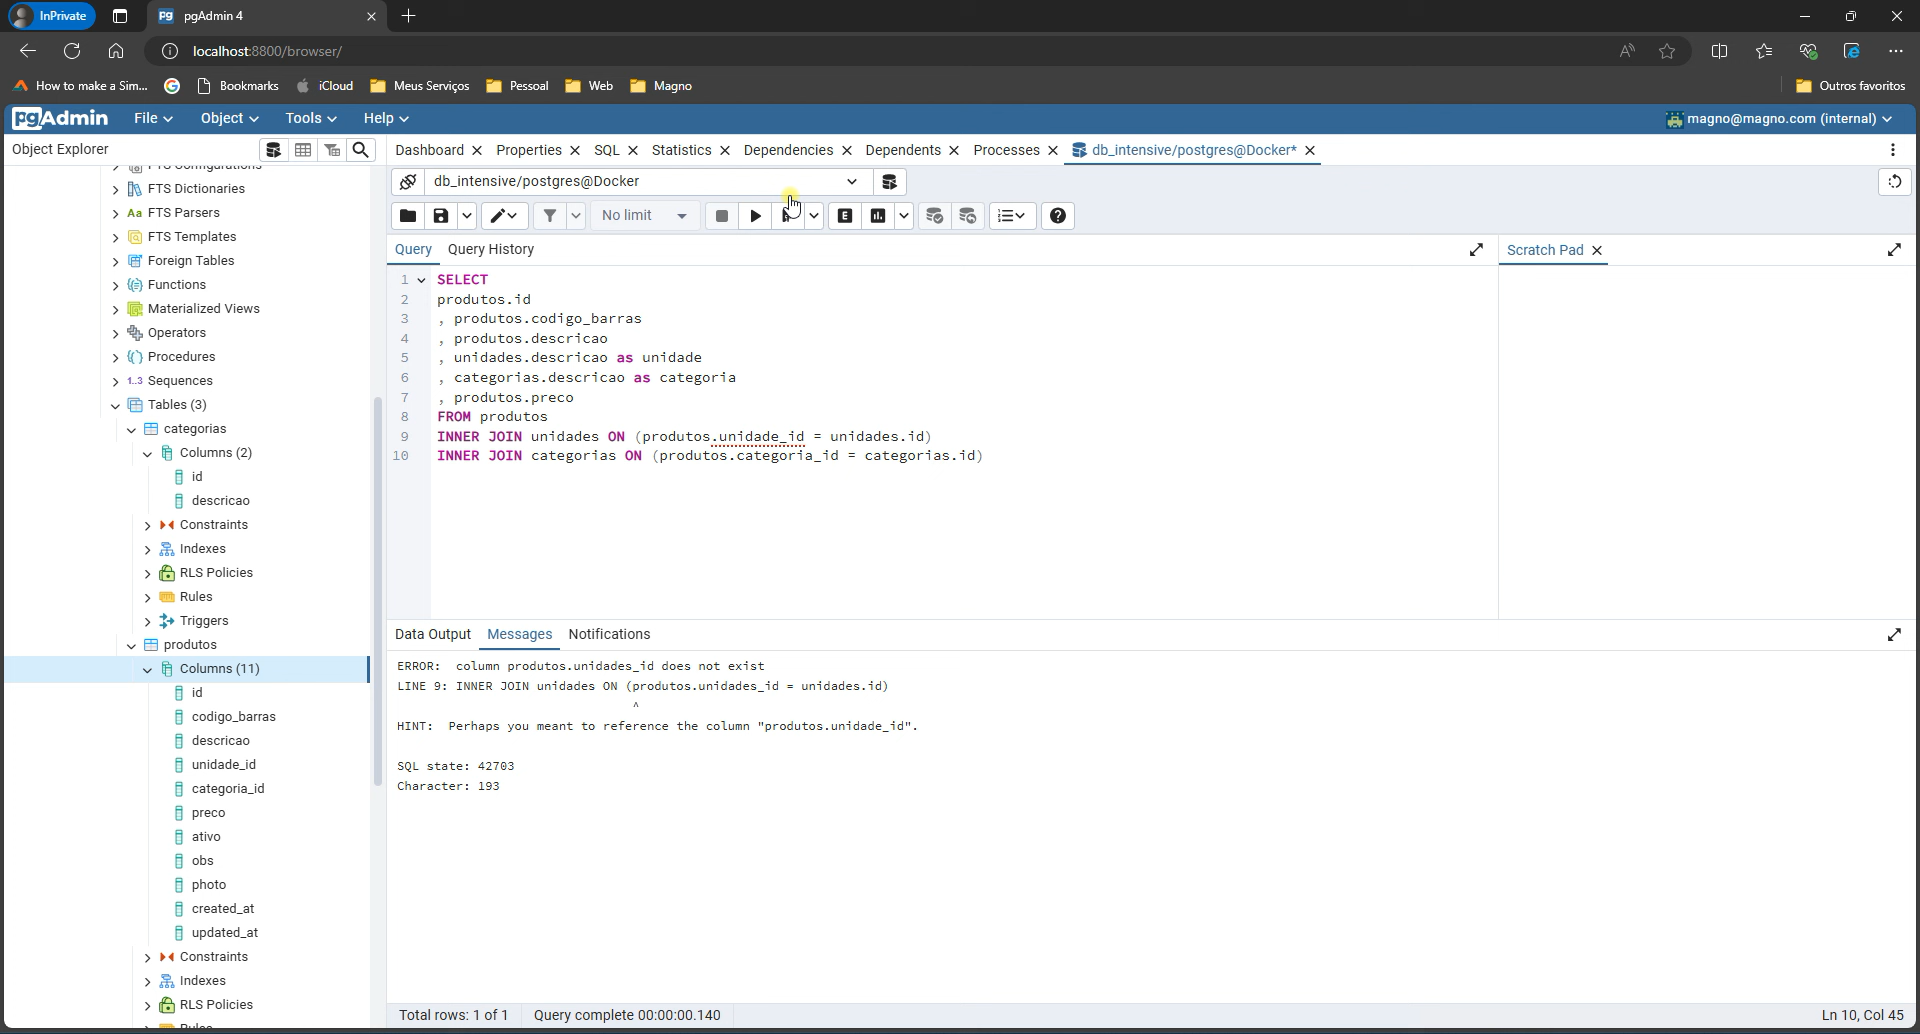 InPrivate
pgAdmin 4
localhost:8800/browser/
How to make a Sim...
Bookmarks
iCloud
Meus Serviços
Pessoal
Web
Magno
Outros favoritos
pgAdmin
File
Object
Tools
Help
magno@magno.com (internal)
Object Explorer
Dashboard
Properties
SQL
Statistics
Dependencies
Dependents
Processes
db_intensive/postgres@Docker*
db_intensive/postgres@Docker
No limit
E
Query
Query History
Scratch Pad
FTS Configurations
FTS Dictionaries
Aa FTS Parsers
FTS Templates
Foreign Tables
Functions
Materialized Views
Operators
Procedures
1..3 Sequences
Tables (3)
categorias
Columns (2)
id
descricao
Constraints
Indexes
RLS Policies
Rules
Triggers
produtos
Columns (11)
id
codigo_barras
descricao
unidade_id
categoria_id
preco
ativo
obs
photo
created_at
updated_at
Constraints
Indexes
RLS Policies
Rules
1 SELECT
2 produtos.id
3 , produtos.codigo_barras
4 , produtos.descricao
5 , unidades.descricao as unidade
6 , categorias.descricao as categoria
7 , produtos.preco
8 FROM produtos
9 INNER JOIN unidades ON (produtos.unidade_id = unidades.id)
10 INNER JOIN categorias ON (produtos.categoria_id = categorias.id)
Data Output
Messages
Notifications
ERROR:  column produtos.unidades_id does not exist
LINE 9: INNER JOIN unidades ON (produtos.unidades_id = unidades.id)
^
HINT:  Perhaps you meant to reference the column "produtos.unidade_id".
SQL state: 42703
Character: 193
Total rows: 1 of 1
Query complete 00:00:00.140
Ln 10, Col 45